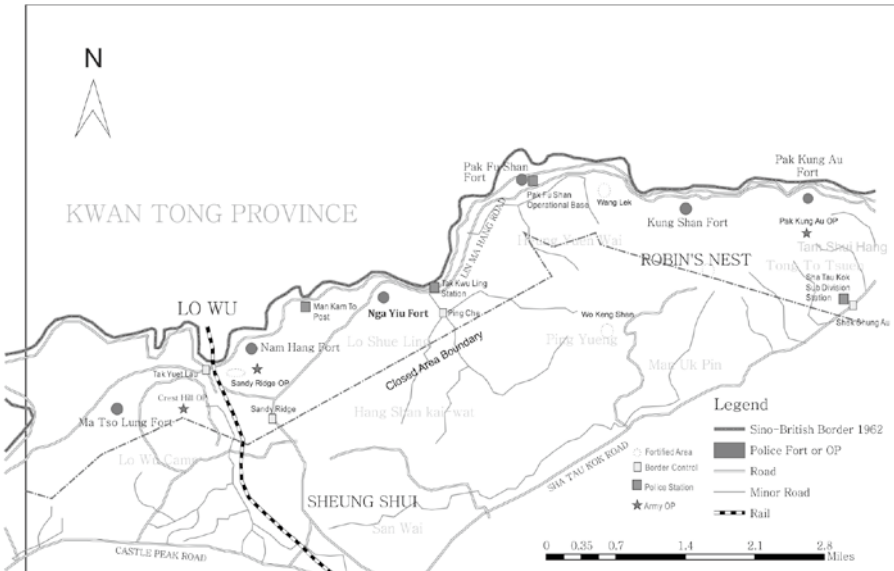 N
KWAN TONG PROVINCE
Pak Fu Shan
Fort
Pak Fu Shan
Operational Base
Wang Lek
Pak Kung Au
Fort
Kung Shan Fort
Pak Kung Au OP
Tam Shui Hang
LIN MA HANG ROAD
ROBIN'S NEST
Tong To Tsuen
Sha Tau Kok
Sub Division
Station
Shek Shung Au
LO WU
Man Kam To
Post
Tak Kwu Ling
Station
Nga Yiu Fort
Ping Che
Wo Keng Shan
Nam Hang Fort
Lo Shue Ling
Ping Yueng
Closed Area Boundary
Tak Yuet Lau
Sandy Ridge OP
Man Uk Pin
Crest Hill OP
Sandy Ridge
Hang Shan kai-wat
Ma Tso Lung Fort
Lo Wu Camp
SHEUNG SHUI
San Wai
SHA TAU KOK ROAD
CASTLE PEAK ROAD
Legend
Sino-British Border 1962
Police Fort or OP
Road
Minor Road
Rail
Fortified Area
Border Control
Police Station
Army OP
0 0.35 0.7 1.4 2.1 2.8
Miles